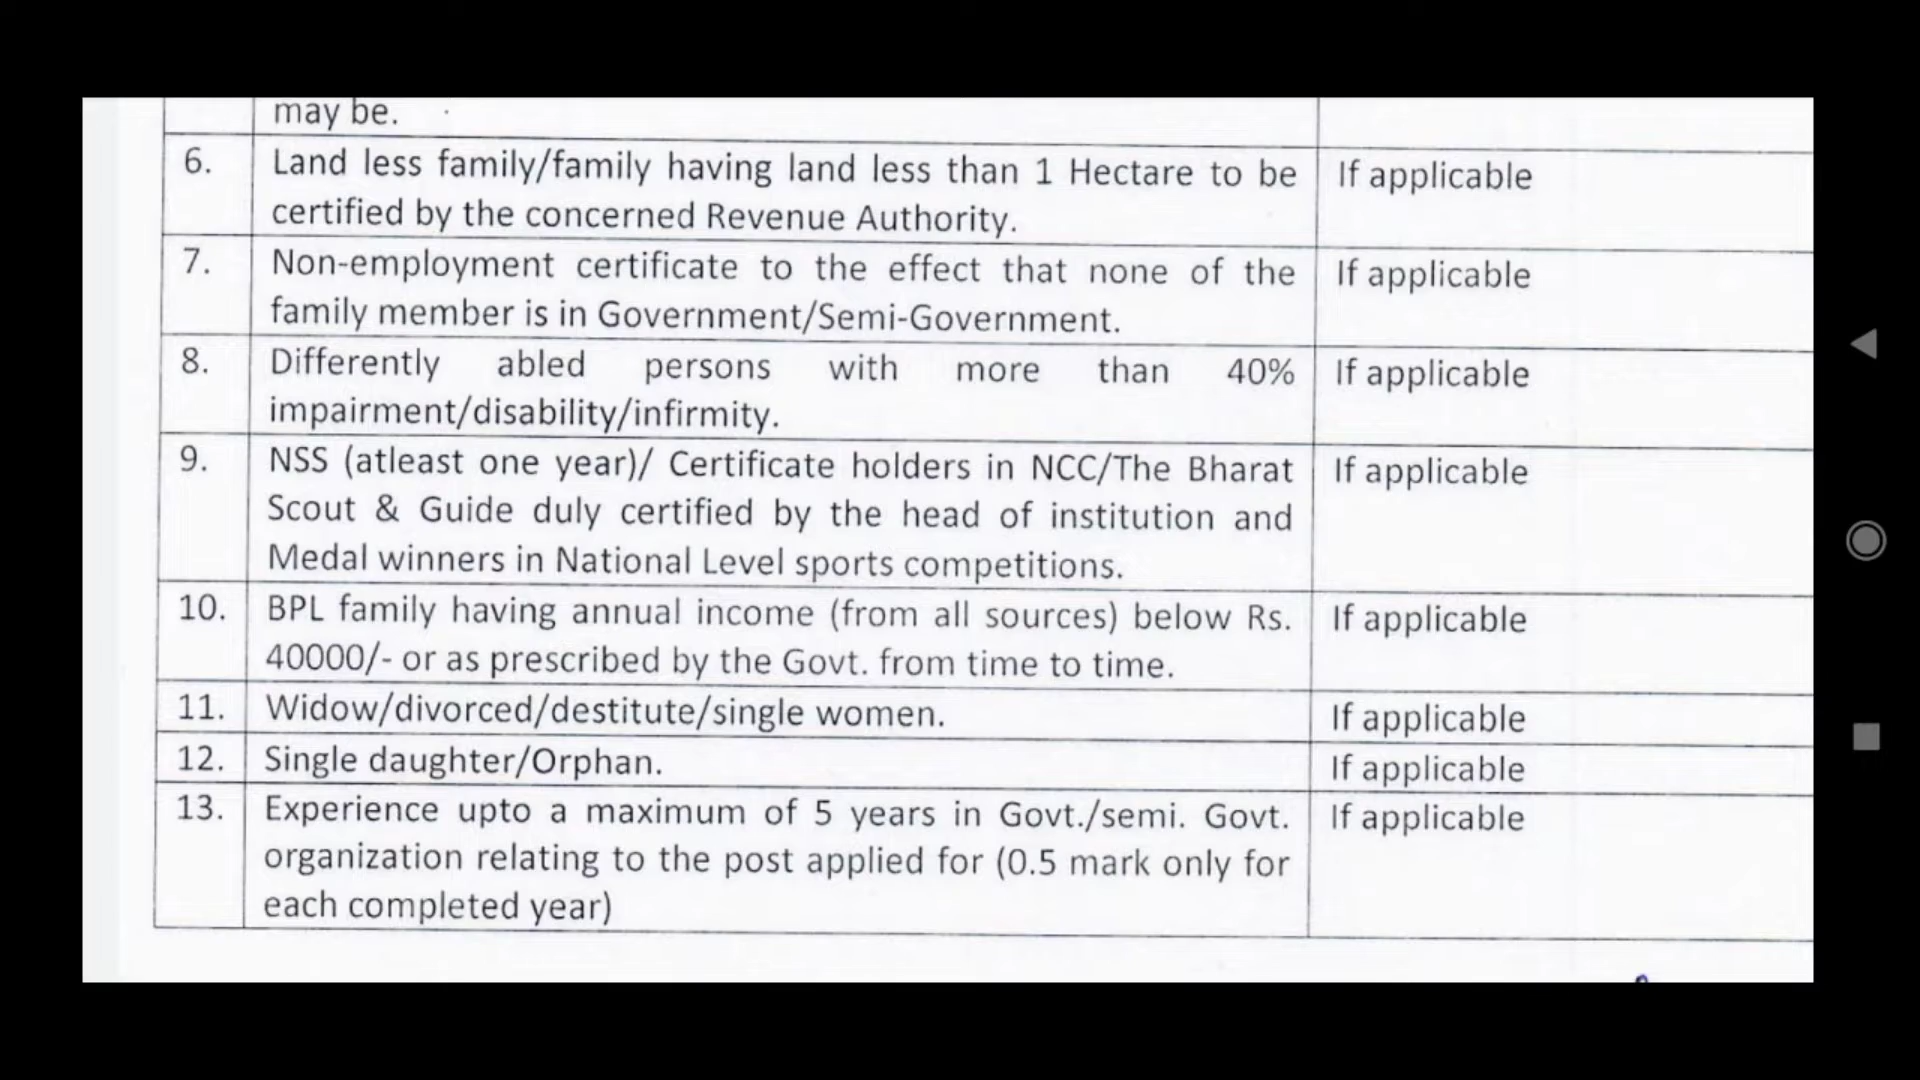 may be.
6. Land less family/family having land less than 1 Hectare to be If applicable
certified by the concerned Revenue Authority.
7. Non-employment certificate to the effect that none of the If applicable
family member is in Government/Semi-Government.
8. Differently abled persons with more than 40% If applicable
impairment/disability/infirmity.
9. NSS (atleast one year)/ Certificate holders in NCC/The Bharat If applicable
Scout & Guide duly certified by the head of institution and
Medal winners in National Level sports competitions.
10. BPL family having annual income (from all sources) below Rs. If applicable
40000/- or as prescribed by the Govt. from time to time.
11. Widow/divorced/destitute/single women. If applicable
12. Single daughter/Orphan. If applicable
13. Experience upto a maximum of 5 years in Govt./semi. Govt. If applicable
organization relating to the post applied for (0.5 mark only for
each completed year)